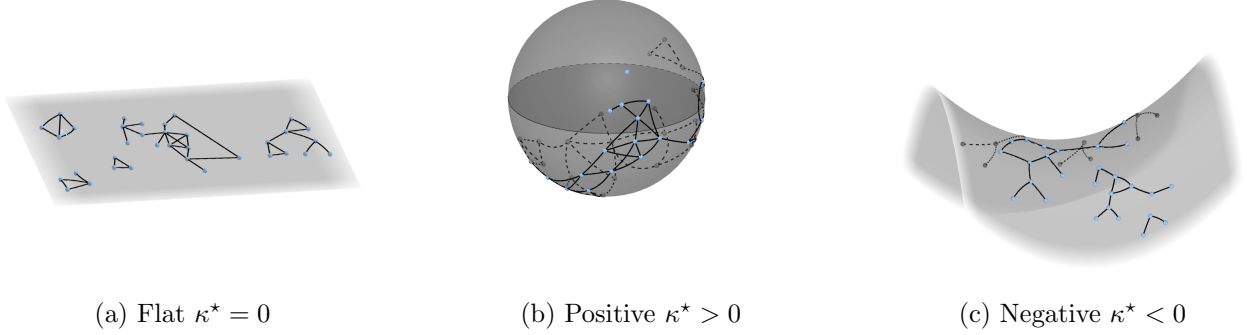 (a) Flat κ⋆ = 0
(b) Positive κ⋆ > 0
(c) Negative κ⋆ < 0